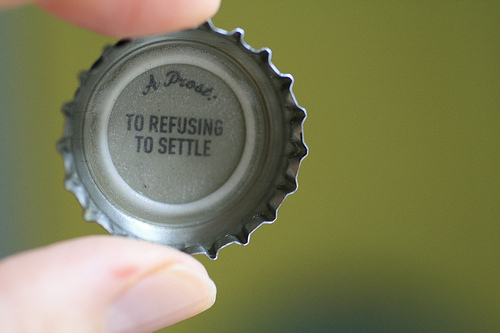 A Prost:
TO REFUSING
TO SETTLE